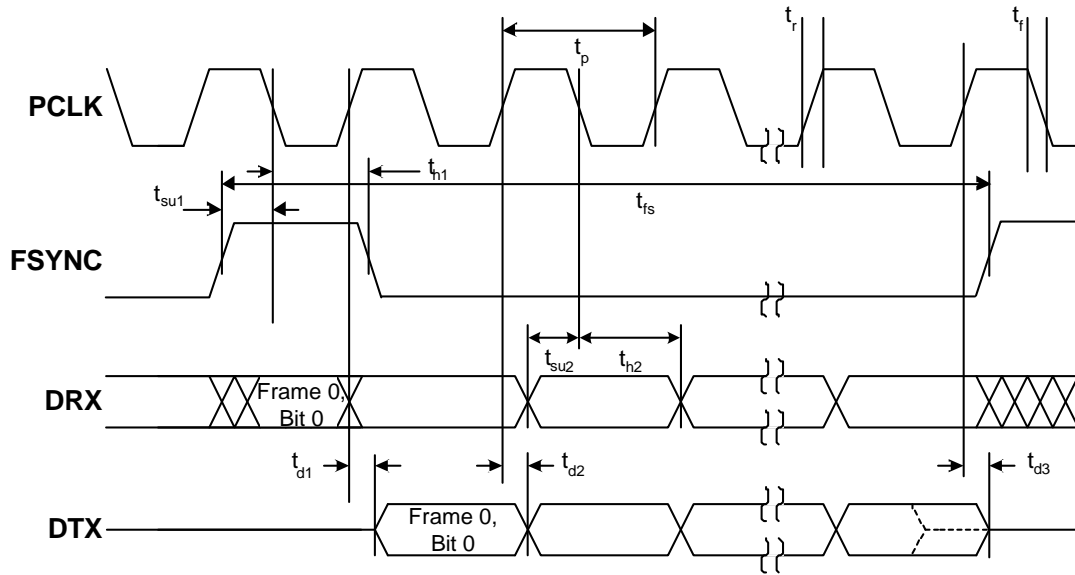 t_r
t_f
t_p
PCLK
t_su1
t_h1
t_fs
FSYNC
t_su2
t_h2
DRX
Frame 0,
Bit 0
t_d1
t_d2
t_d3
DTX
Frame 0,
Bit 0